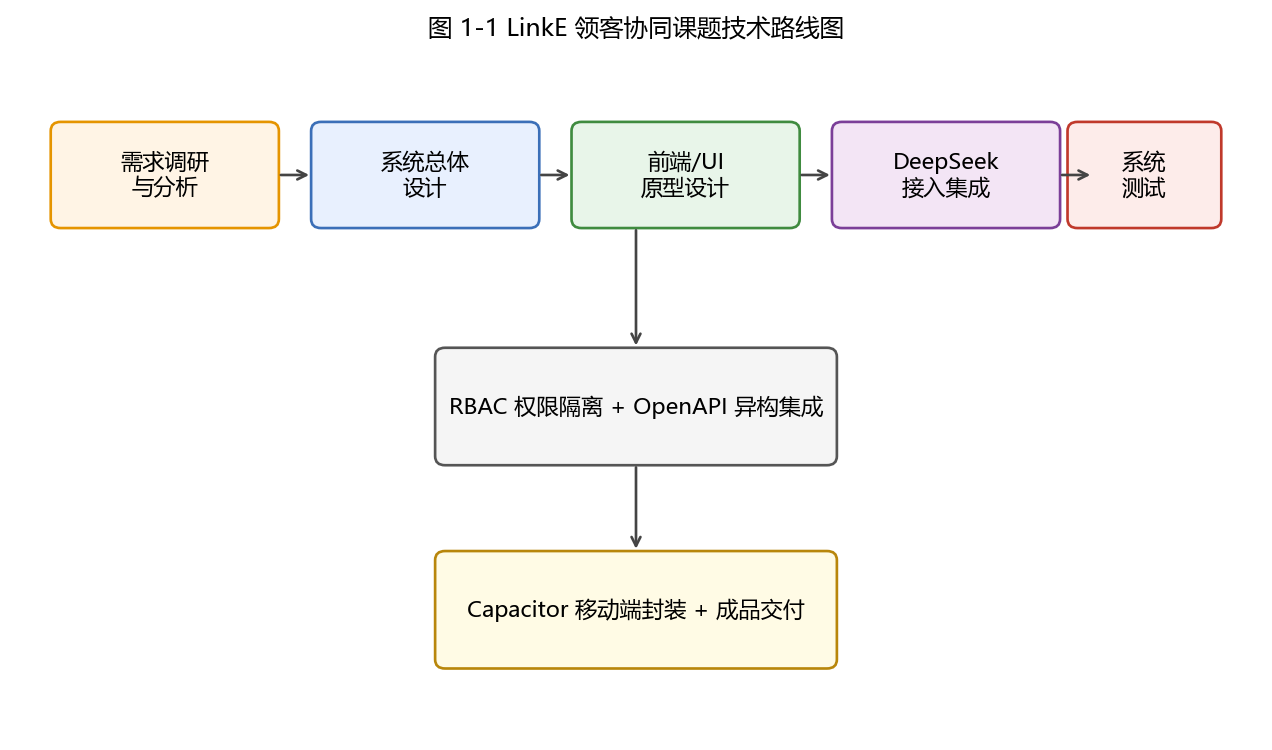 图 1-1 LinkE 领客协同课题技术路线图
需求调研
与分析
系统总体
设计
前端/UI
原型设计
DeepSeek
接入集成
系统
测试
RBAC 权限隔离 + OpenAPI 异构集成
Capacitor 移动端封装 + 成品交付